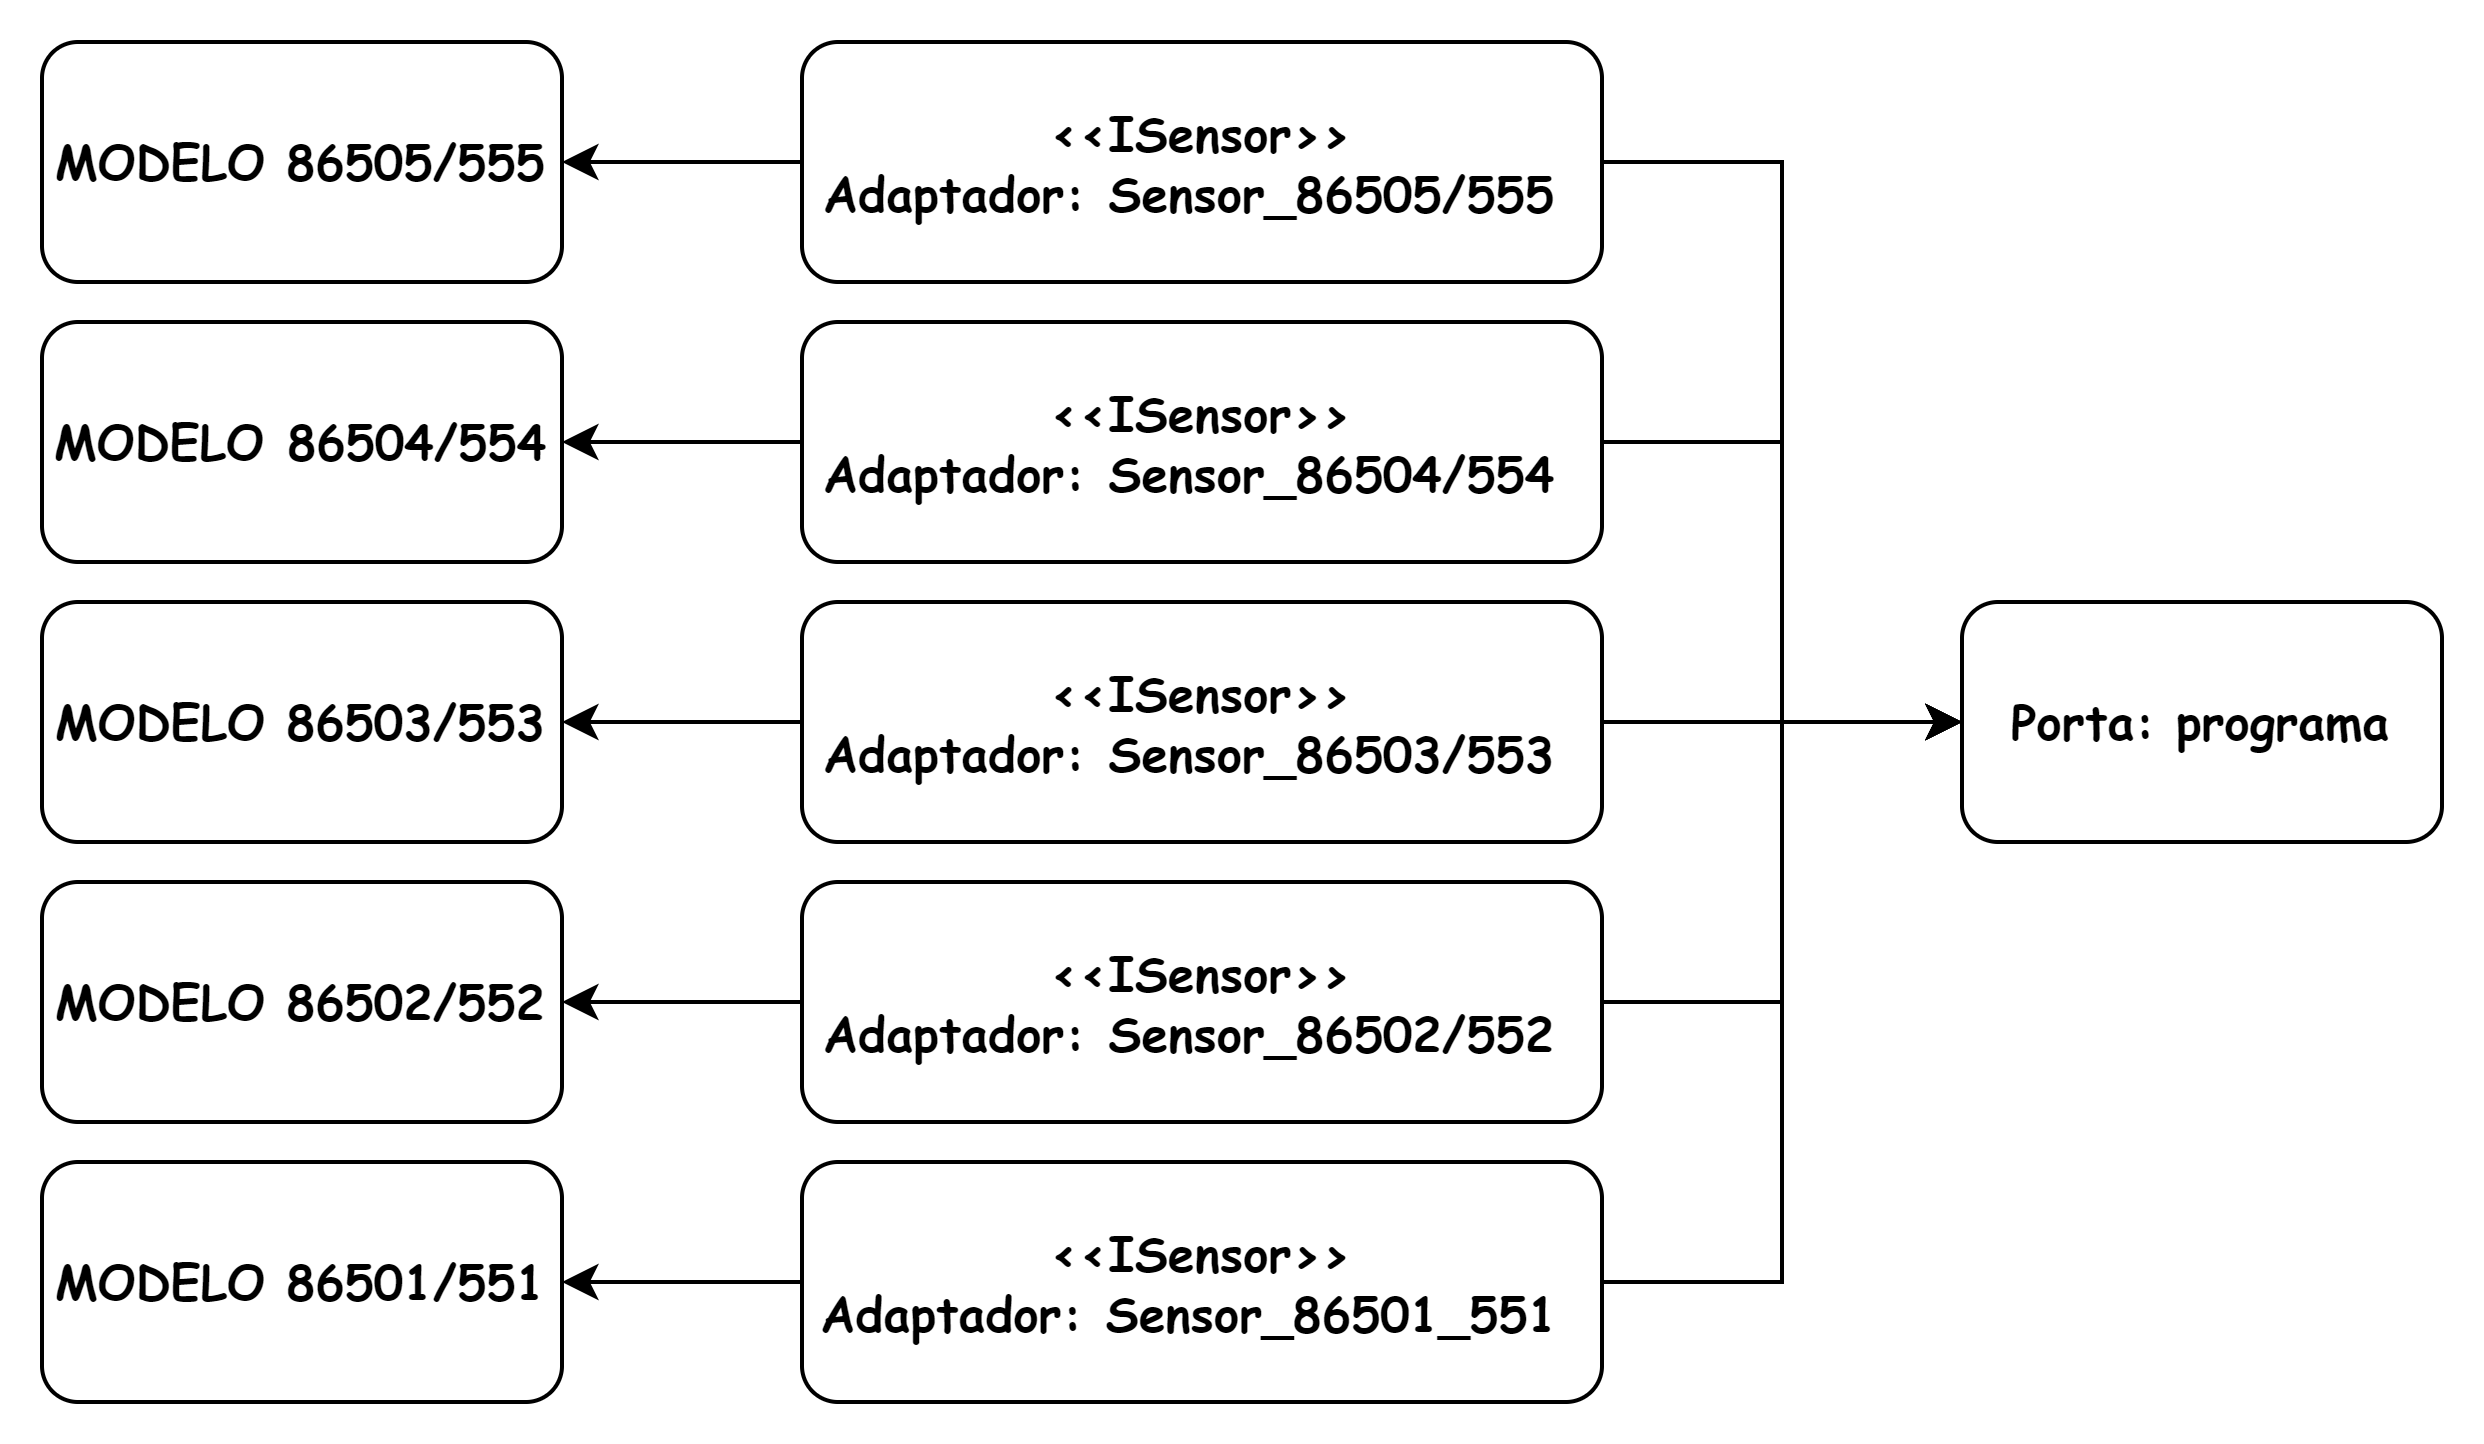 MODELO 86505/555
<<ISensor>>
Adaptador: Sensor_86505/555
MODELO 86504/554
<<ISensor>>
Adaptador: Sensor_86504/554
MODELO 86503/553
<<ISensor>>
Adaptador: Sensor_86503/553
Porta: programa
MODELO 86502/552
<<ISensor>>
Adaptador: Sensor_86502/552
MODELO 86501/551
<<ISensor>>
Adaptador: Sensor_86501_551